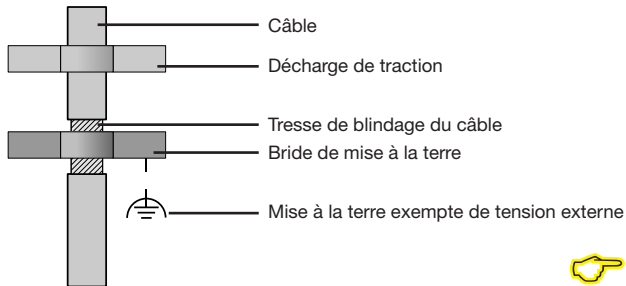 Câble
Décharge de traction
Tresse de blindage du câble
Bride de mise à la terre
Mise à la terre exempte de tension externe